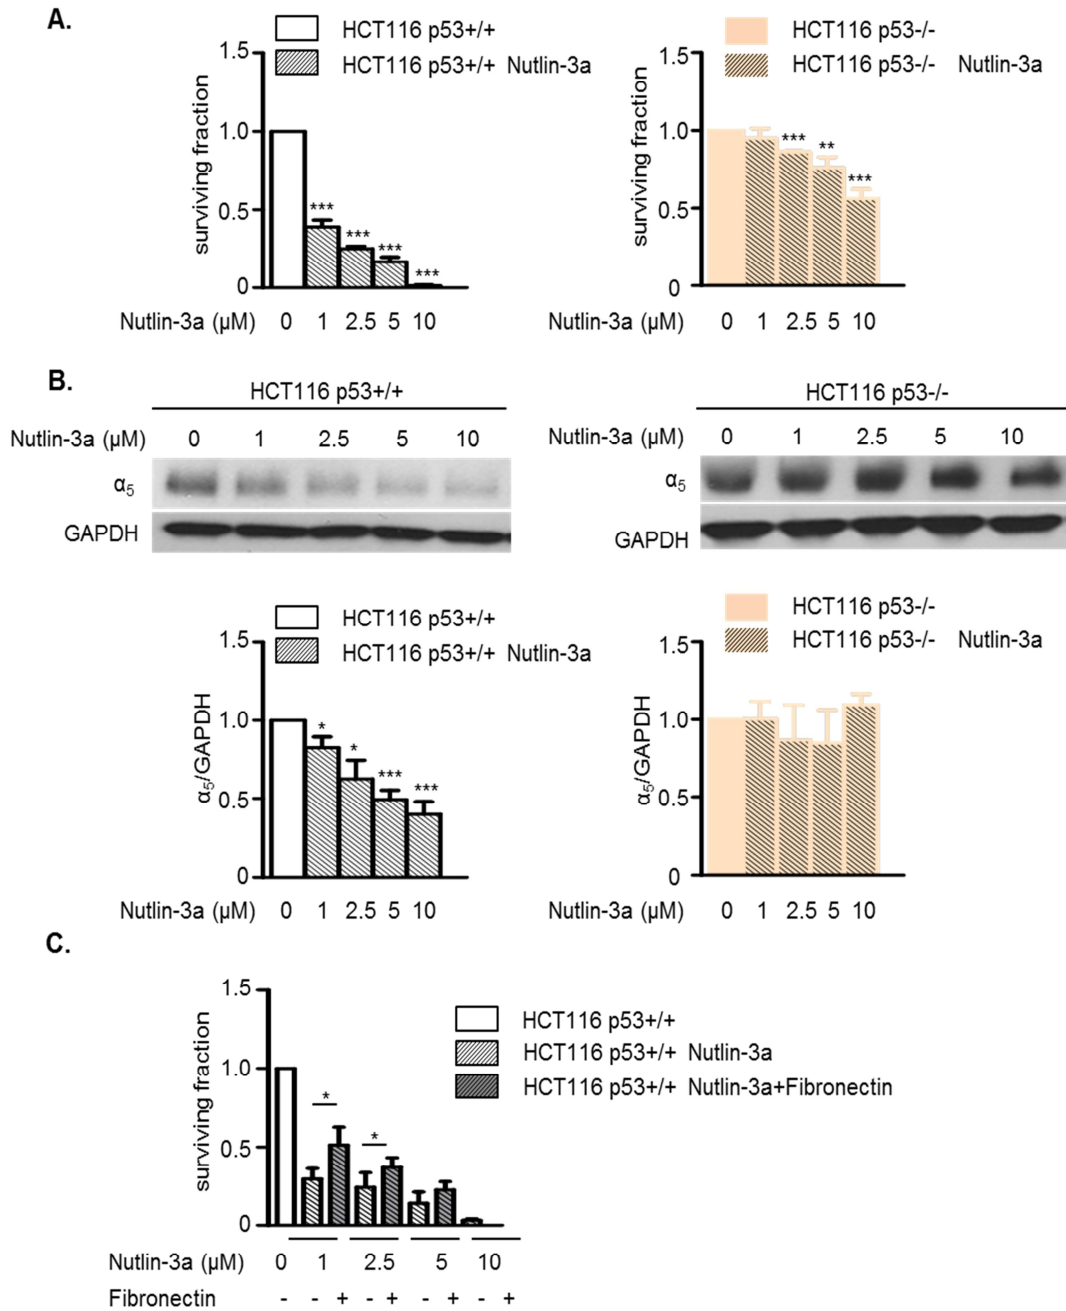 A.
HCT116 p53+/+
HCT116 p53+/+ Nutlin-3a
surviving fraction
1.5
1.0
0.5
0
*** *** *** ***
Nutlin-3a (µM) 0 1 2.5 5 10
HCT116 p53-/-
HCT116 p53-/- Nutlin-3a
surviving fraction
1.5
1.0
0.5
0
*** ** ***
Nutlin-3a (µM) 0 1 2.5 5 10
B.
HCT116 p53+/+
Nutlin-3a (µM) 0 1 2.5 5 10
α5
GAPDH
HCT116 p53-/-
Nutlin-3a (µM) 0 1 2.5 5 10
α5
GAPDH
HCT116 p53+/+
HCT116 p53+/+ Nutlin-3a
α5/GAPDH
1.5
1.0
0.5
0
* * *** ***
Nutlin-3a (µM) 0 1 2.5 5 10
HCT116 p53-/-
HCT116 p53-/- Nutlin-3a
α5/GAPDH
1.5
1.0
0.5
0
Nutlin-3a (µM) 0 1 2.5 5 10
C.
surviving fraction
1.5
1.0
0.5
0
* *
HCT116 p53+/+
HCT116 p53+/+ Nutlin-3a
HCT116 p53+/+ Nutlin-3a+Fibronectin
Nutlin-3a (µM) 0 1 2.5 5 10
Fibronectin - - + - + - + - +